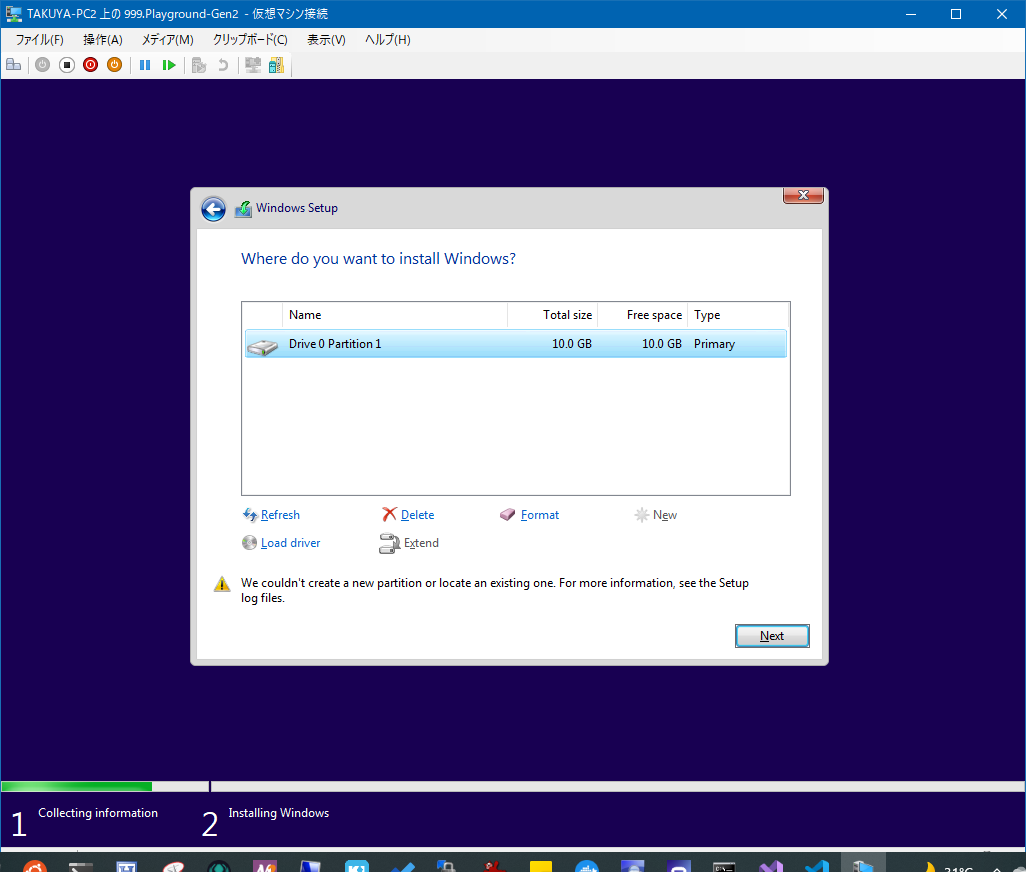 TAKUYA-PC2 上の 999.Playground-Gen2 - 仮想マシン接続
ファイル(F) 操作(A) メディア(M) クリップボード(C) 表示(V) ヘルプ(H)
Windows Setup
Where do you want to install Windows?
Name Total size Free space Type
Drive 0 Partition 1 10.0 GB 10.0 GB Primary
Refresh Delete Format New
Load driver Extend
We couldn't create a new partition or locate an existing one. For more information, see the Setup
log files.
Next
1 Collecting information 2 Installing Windows